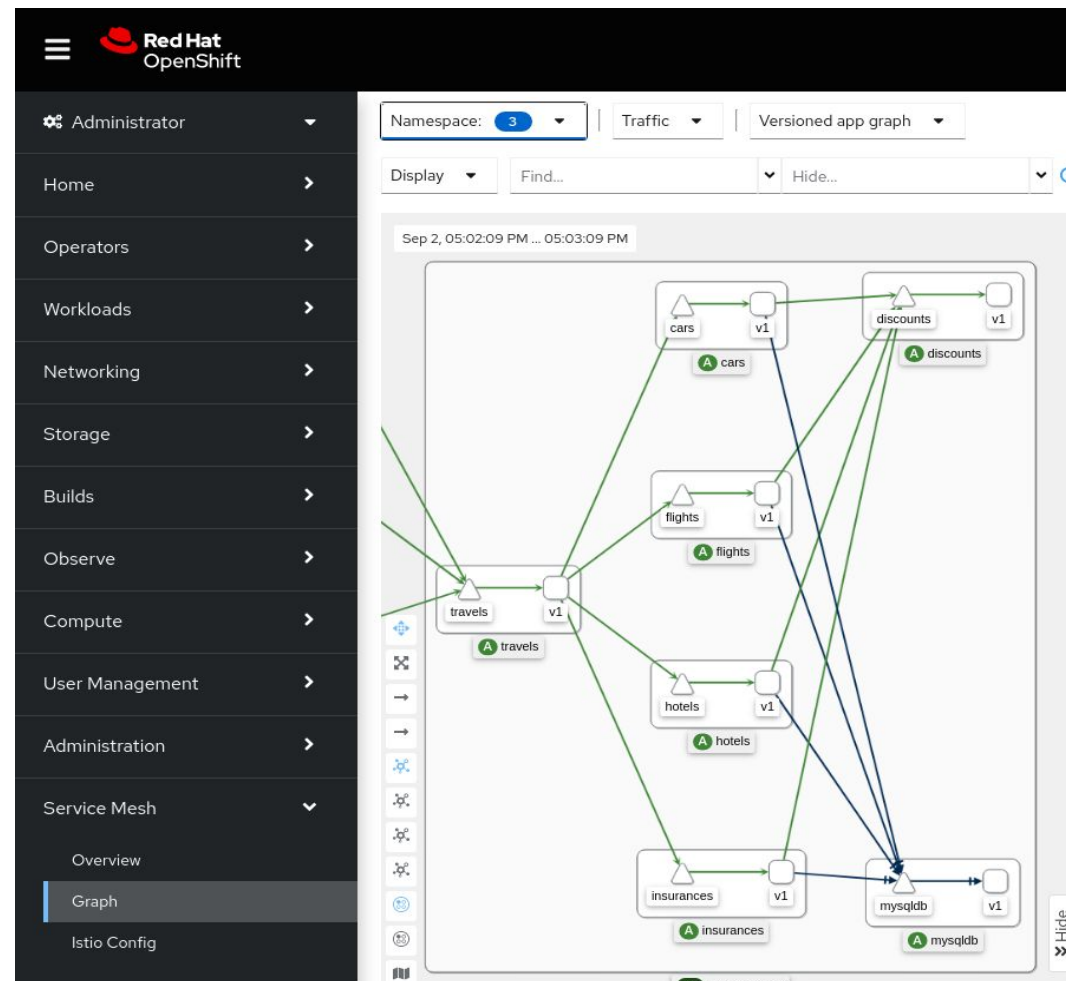 Red Hat
OpenShift
Administrator
Home
Operators
Workloads
Networking
Storage
Builds
Observe
Compute
User Management
Administration
Service Mesh
Overview
Graph
Istio Config
Namespace: 3
Traffic
Versioned app graph
Display
Find...
Hide...
Sep 2, 05:02:09 PM ... 05:03:09 PM
cars v1
A cars
discounts v1
A discounts
flights v1
A flights
travels v1
A travels
hotels v1
A hotels
insurances v1
A insurances
mysqldb v1
A mysqldb
Hide